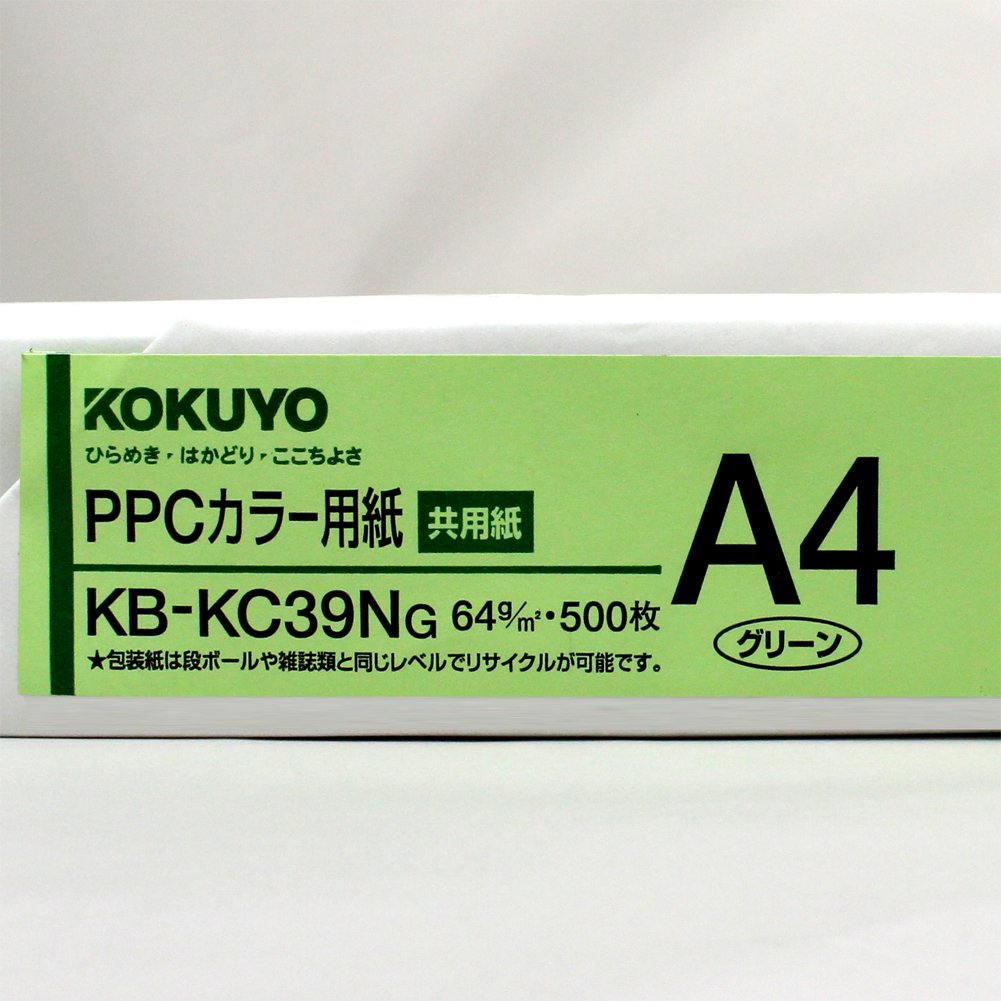 KOKUYO
ひらめき・はかどり・ここちよさ
PPCカラー用紙 共用紙
KB-KC39NG 64g/m²・500枚
★包装紙は段ボールや雑誌類と同じレベルでリサイクルが可能です。
A4
グリーン